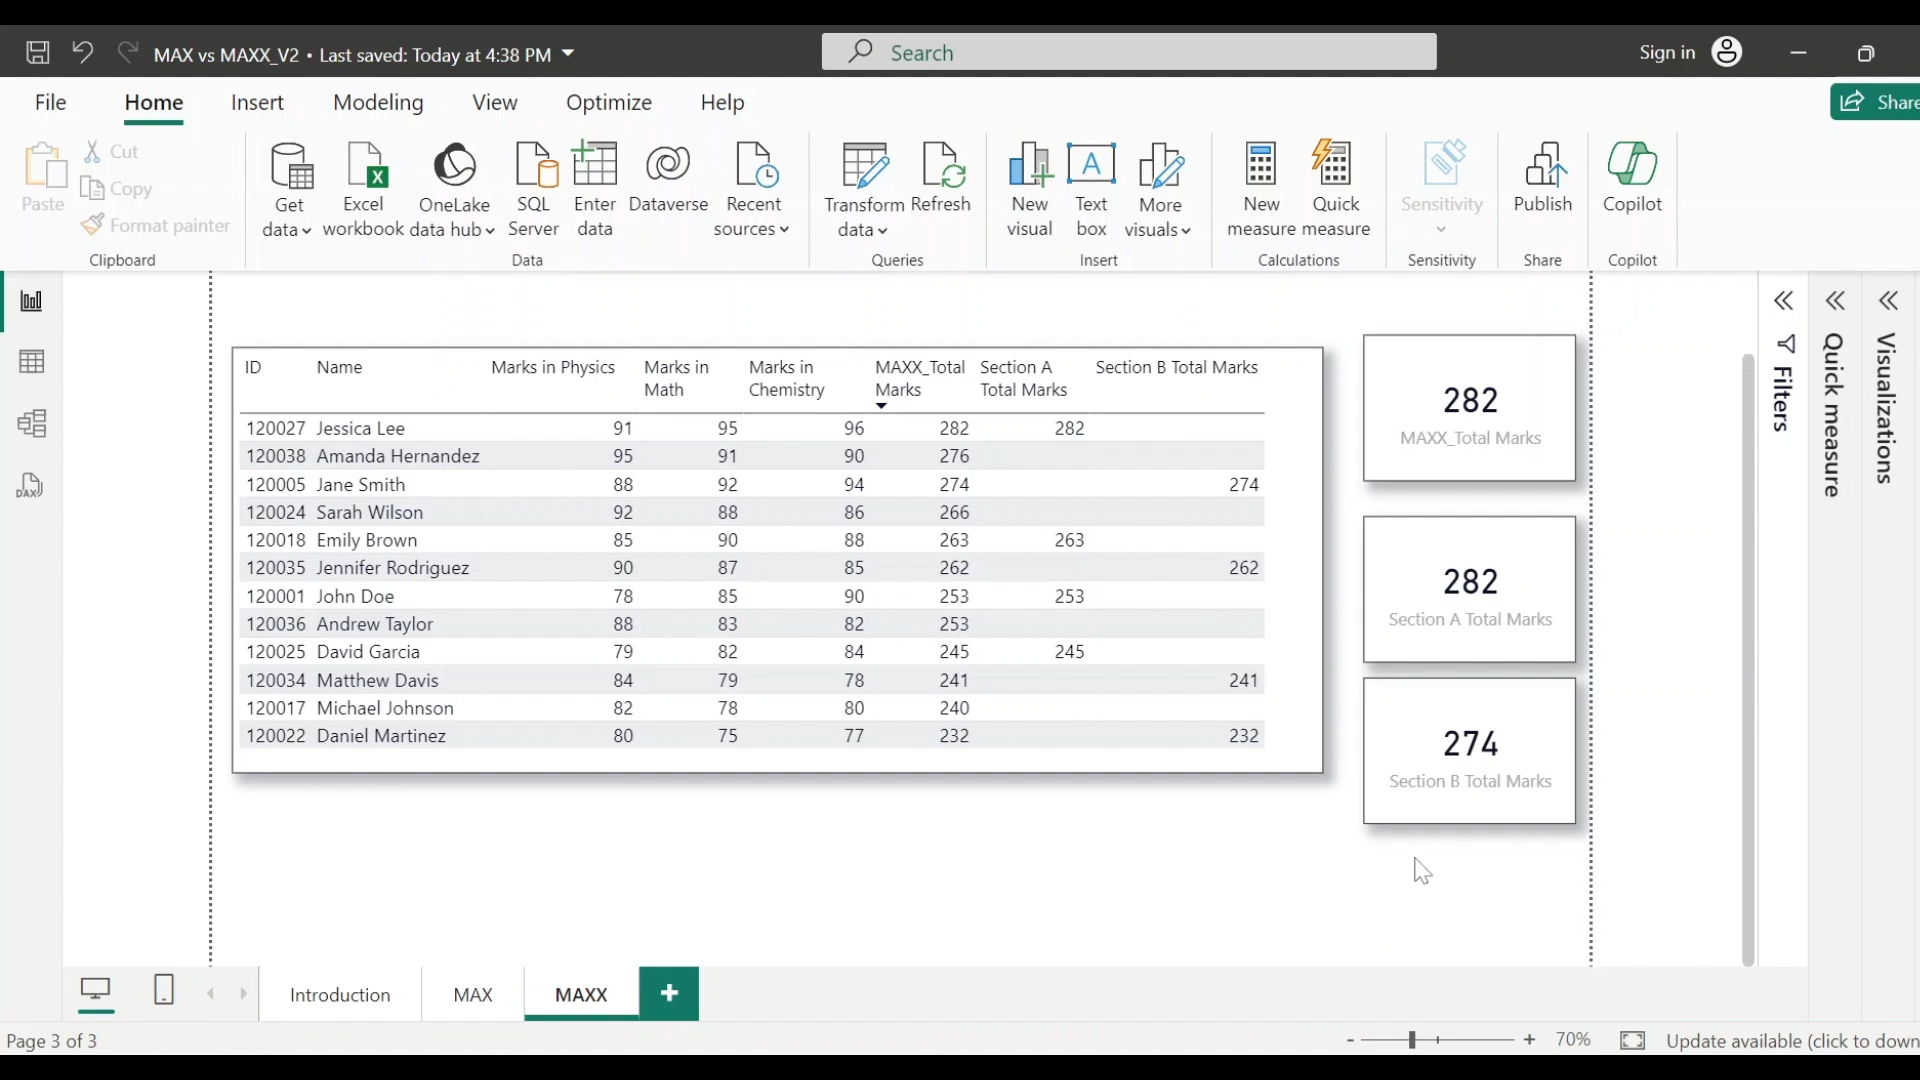 MAX vs MAXX_V2 • Last saved: Today at 4:38 PM
Search
Sign in
File Home Insert Modeling View Optimize Help
Share
Paste
Cut
Copy
Format painter
Clipboard
Get data
Excel workbook
OneLake data hub
SQL Server
Enter data
Dataverse
Recent sources
Data
Transform data
Refresh
Queries
New visual
Text box
More visuals
Insert
New measure
Quick measure
Calculations
Sensitivity
Sensitivity
Publish
Share
Copilot
Copilot
DAX
ID Name Marks in Physics Marks in Math Marks in Chemistry MAXX_Total Marks Section A Total Marks Section B Total Marks
120027 Jessica Lee 91 95 96 282 282
120038 Amanda Hernandez 95 91 90 276
120005 Jane Smith 88 92 94 274 274
120024 Sarah Wilson 92 88 86 266
120018 Emily Brown 85 90 88 263 263
120035 Jennifer Rodriguez 90 87 85 262 262
120001 John Doe 78 85 90 253 253
120036 Andrew Taylor 88 83 82 253
120025 David Garcia 79 82 84 245 245
120034 Matthew Davis 84 79 78 241 241
120017 Michael Johnson 82 78 80 240
120022 Daniel Martinez 80 75 77 232 232
282
MAXX_Total Marks
282
Section A Total Marks
274
Section B Total Marks
Filters
Quick measure
Visualizations
Introduction MAX MAXX +
Page 3 of 3
- + 70%
Update available (click to down